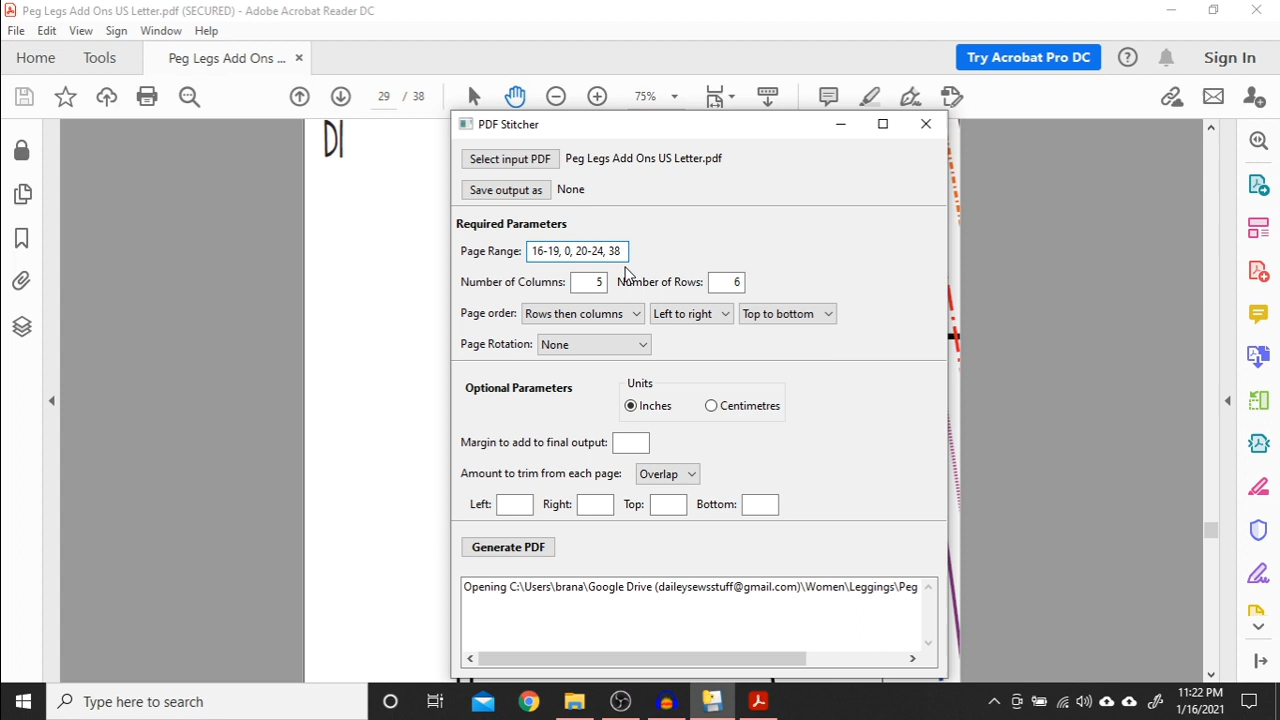 Peg Legs Add Ons US Letter.pdf (SECURED) - Adobe Acrobat Reader DC
File Edit View Sign Window Help
Home Tools Peg Legs Add Ons ... × Try Acrobat Pro DC Sign In
29 / 38 75%
DI
PDF Stitcher
Select input PDF Peg Legs Add Ons US Letter.pdf
Save output as None
Required Parameters
Page Range: 16-19, 0, 20-24, 38
Number of Columns: 5 Number of Rows: 6
Page order: Rows then columns Left to right Top to bottom
Page Rotation: None
Optional Parameters
Units
Inches Centimetres
Margin to add to final output:
Amount to trim from each page: Overlap
Left: Right: Top: Bottom:
Generate PDF
Opening C:\Users\brana\Google Drive (daileysewsstuff@gmail.com)\Women\Leggings\Peg
Type here to search
11:22 PM
1/16/2021